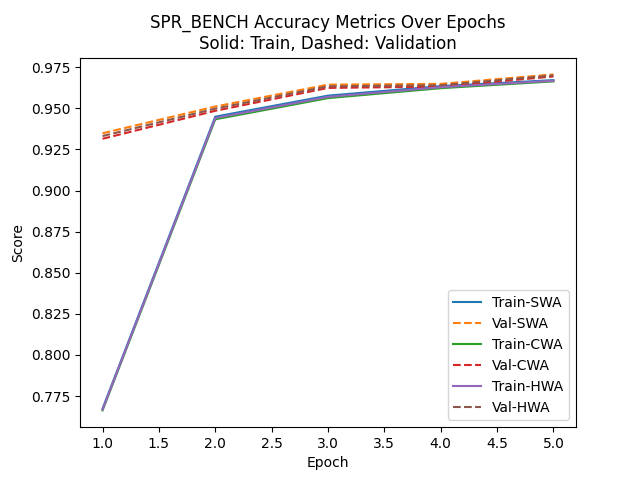 SPR_BENCH Accuracy Metrics Over Epochs
Solid: Train, Dashed: Validation
0.975
0.950
0.925
0.900
0.875
0.850
0.825
0.800
0.775
Score
Train-SWA
Val-SWA
Train-CWA
Val-CWA
Train-HWA
Val-HWA
1.0 1.5 2.0 2.5 3.0 3.5 4.0 4.5 5.0
Epoch